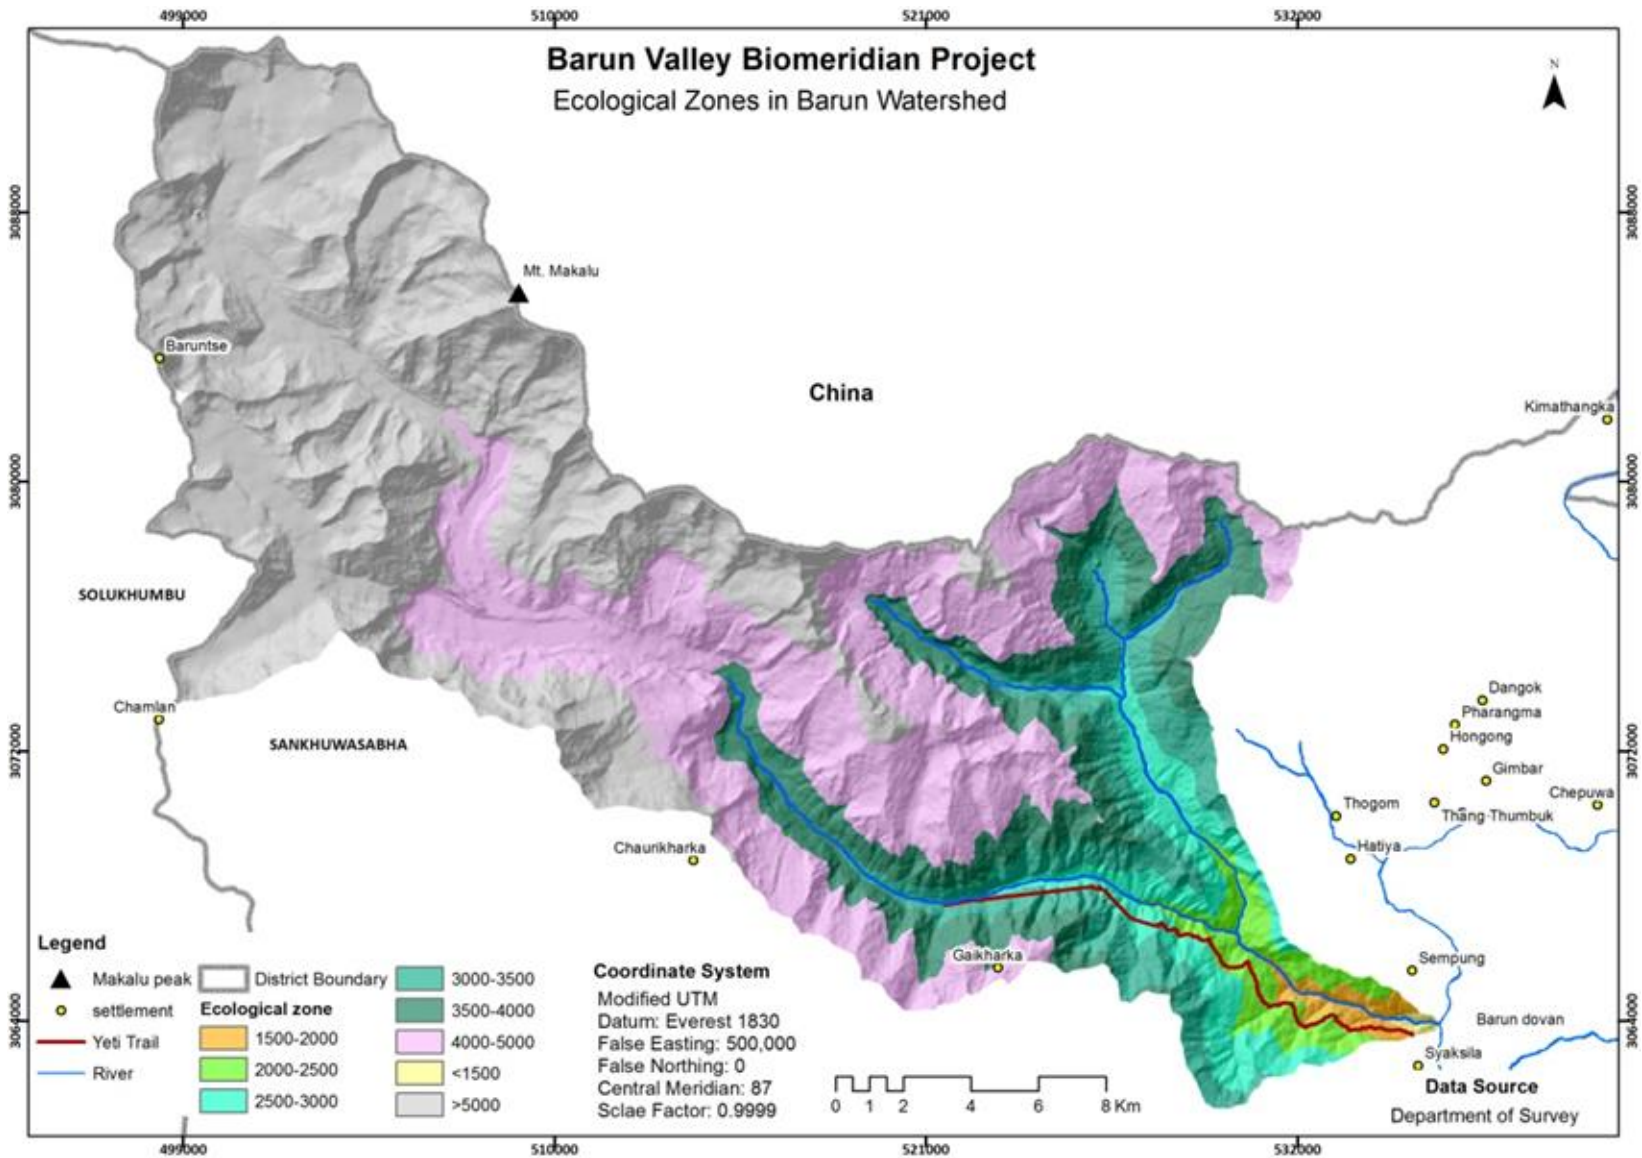 499000 510000 521000 532000
Barun Valley Biomeridian Project
Ecological Zones in Barun Watershed
N
3088000 3088000
Mt. Makalu
Baruntse
China
Kimathangka
3080000 3080000
SOLUKHUMBU
Dangok
Chamlan
Pharangma
SANKHUWASABHA
Hongong
3072000 3072000
Gimbar
Chepuwa
Thogom
Thang Thumbuk
Chaurikharka
Hatiya
Gaikharka
Sempung
3064000 3064000
Barun dovan
Syaksila
Legend
Makalu peak
settlement
Yeti Trail
River
District Boundary
Ecological zone
1500-2000
2000-2500
2500-3000
3000-3500
3500-4000
4000-5000
<1500
>5000
Coordinate System
Modified UTM
Datum: Everest 1830
False Easting: 500,000
False Northing: 0
Central Meridian: 87
Sclae Factor: 0.9999
0 1 2 4 6 8 Km
Data Source
Department of Survey
499000 510000 521000 532000